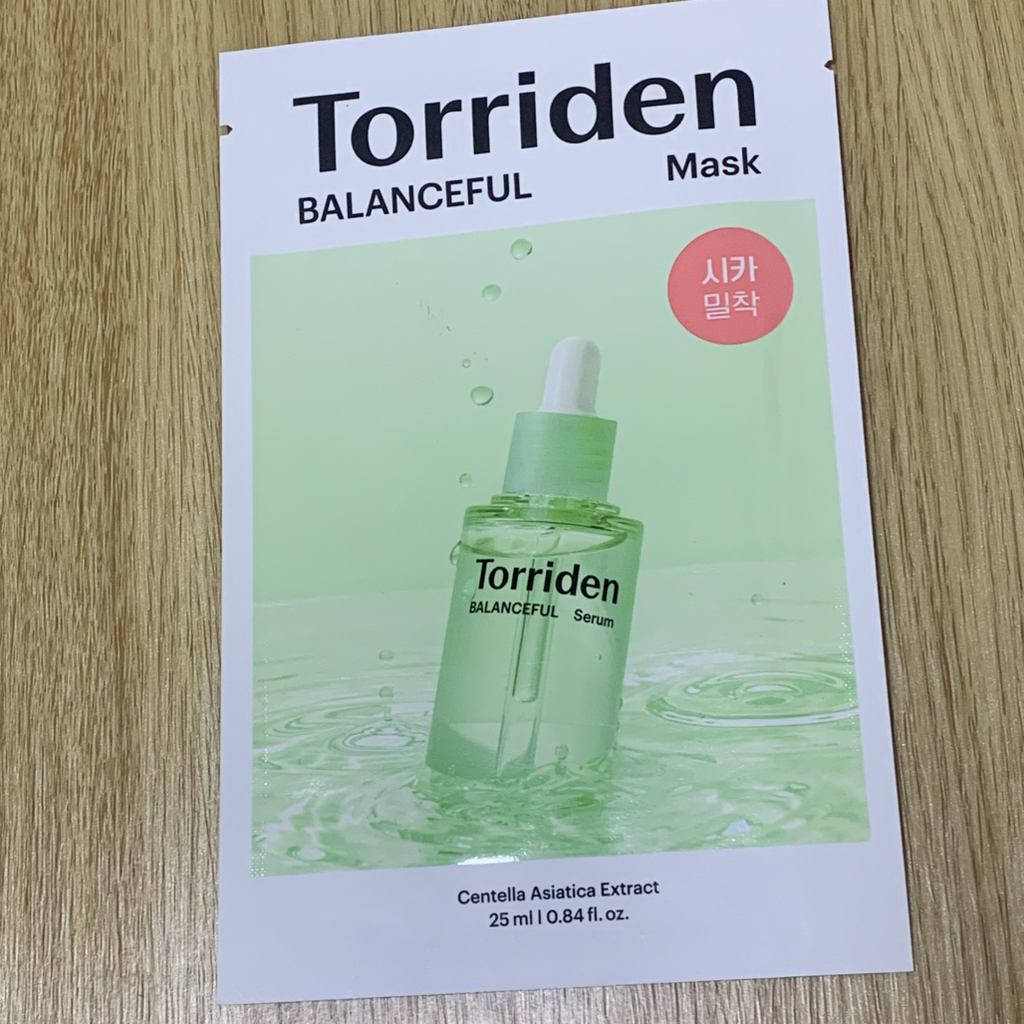 Torriden
BALANCEFUL Mask
시카
밀착
Torriden
BALANCEFUL Serum
Centella Asiatica Extract
25 ml | 0.84 fl. oz.